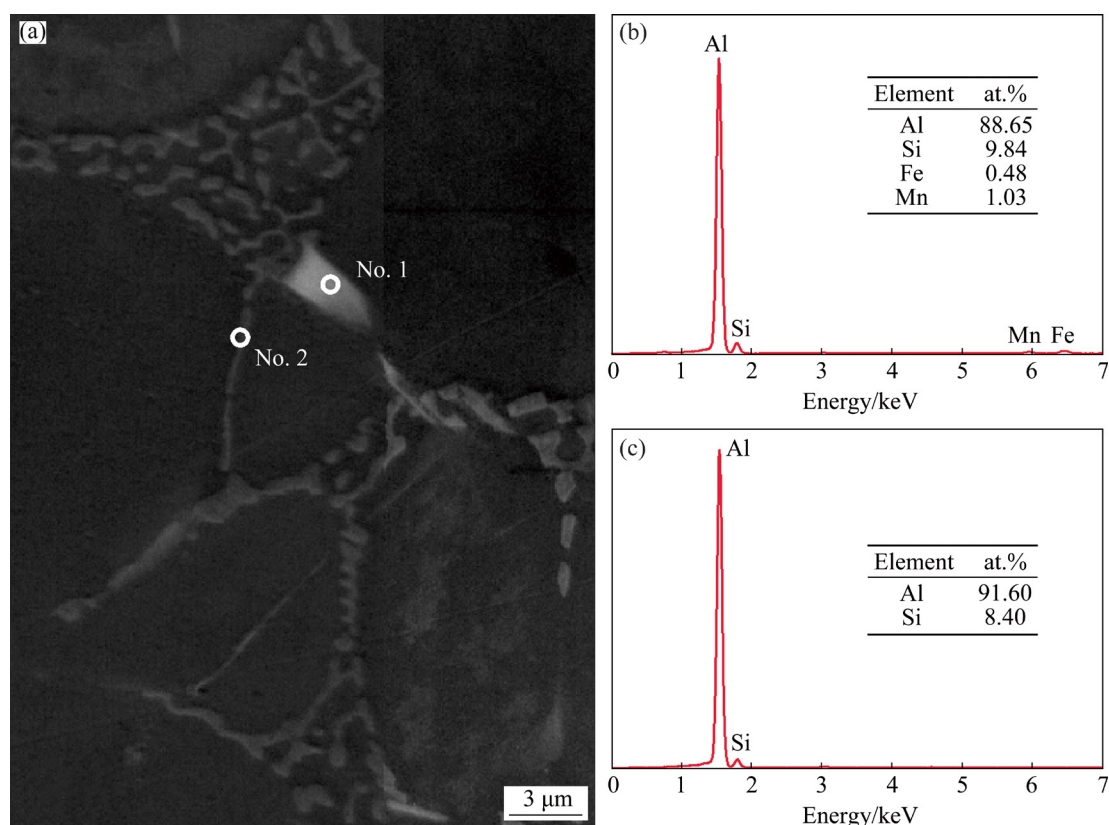 (a)
No. 1
No. 2
3 μm
(b)
Al
Element at.%
Al 88.65
Si 9.84
Fe 0.48
Mn 1.03
Si
Mn Fe
0 1 2 3 4 5 6 7
Energy/keV
(c)
Al
Element at.%
Al 91.60
Si 8.40
Si
0 1 2 3 4 5 6 7
Energy/keV